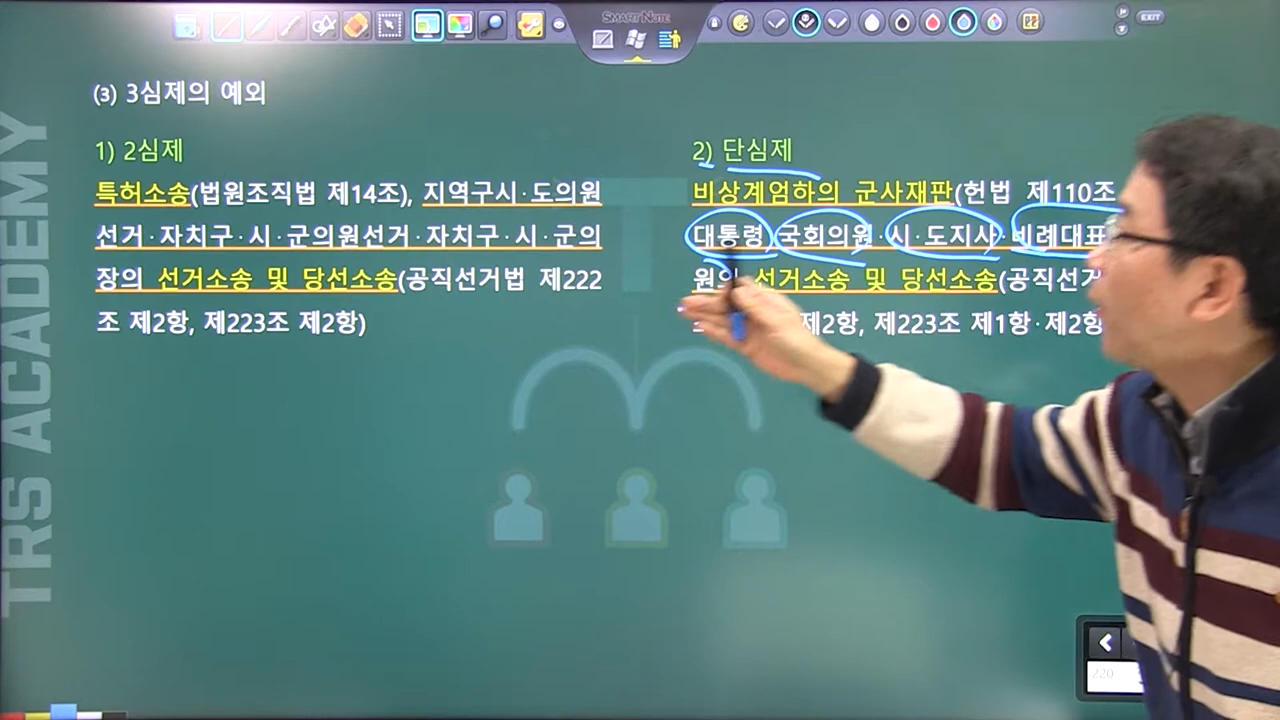 SMARTNOTE
EXIT
TRS ACADEMY
(3) 3심제의 예외
1) 2심제
특허소송(법원조직법 제14조), 지역구시·도의원
선거·자치구·시·군의원선거·자치구·시·군의
장의 선거소송 및 당선소송(공직선거법 제222
조 제2항, 제223조 제2항)
2) 단심제
비상계엄하의 군사재판(헌법 제110조
대통령, 국회의원·시·도지사·비례대표
원의 선거소송 및 당선소송(공직선거
제2항, 제223조 제1항·제2항
220